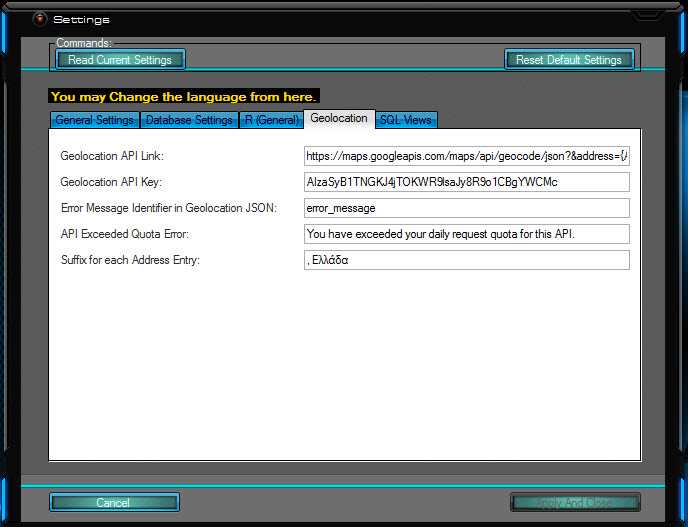 Settings
Commands:
Read Current Settings
Reset Default Settings
You may Change the language from here.
General Settings Database Settings R (General) Geolocation SQL Views
Geolocation API Link: https://maps.googleapis.com/maps/api/geocode/json?&address={A
Geolocation API Key: AIzaSyB1TNGKJ4jTOKWR9IsaJy8R9o1CBgYWCMc
Error Message Identifier in Geolocation JSON: error_message
API Exceeded Quota Error: You have exceeded your daily request quota for this API.
Suffix for each Address Entry: , Ελλάδα
Cancel
Apply And Close